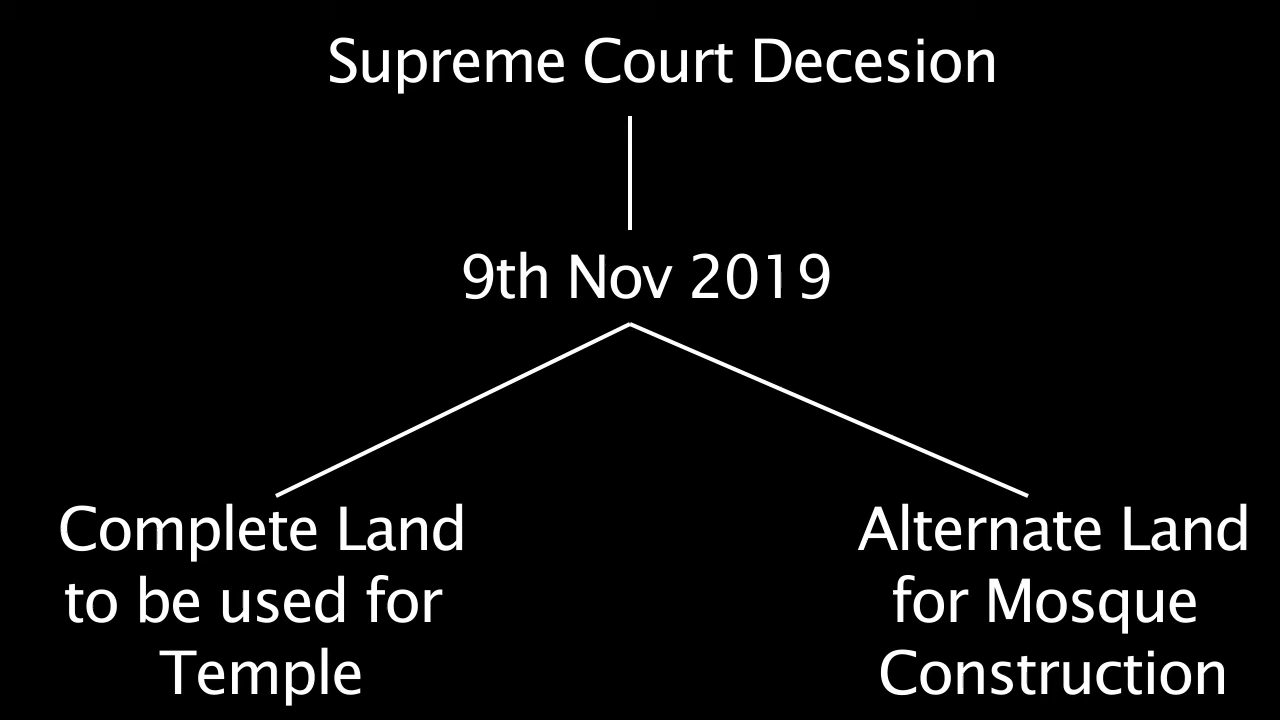 Supreme Court Decesion
9th Nov 2019
Complete Land
to be used for
Temple
Alternate Land
for Mosque
Construction